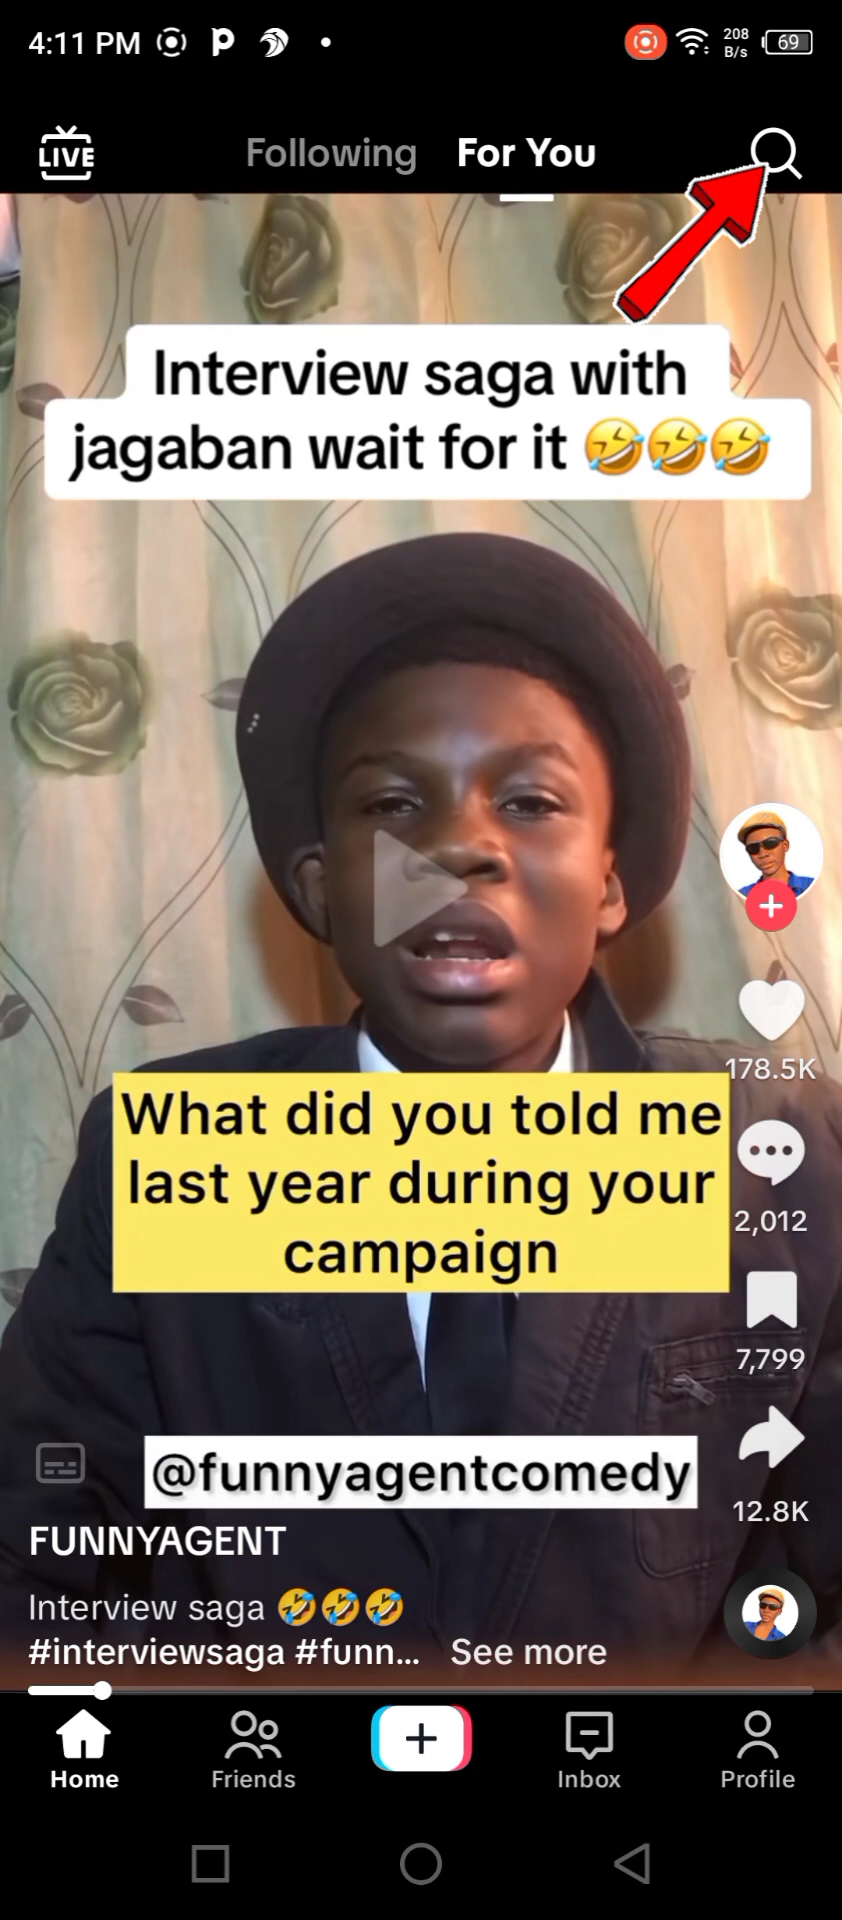 4:11 PM
208
B/s
69
LIVE
Following
For You
Interview saga with
jagaban wait for it 🤣🤣🤣
178.5K
What did you told me
last year during your
campaign
2,012
7,799
@funnyagentcomedy
12.8K
FUNNYAGENT
Interview saga 🤣🤣🤣
#interviewsaga #funn... See more
Home
Friends
Inbox
Profile